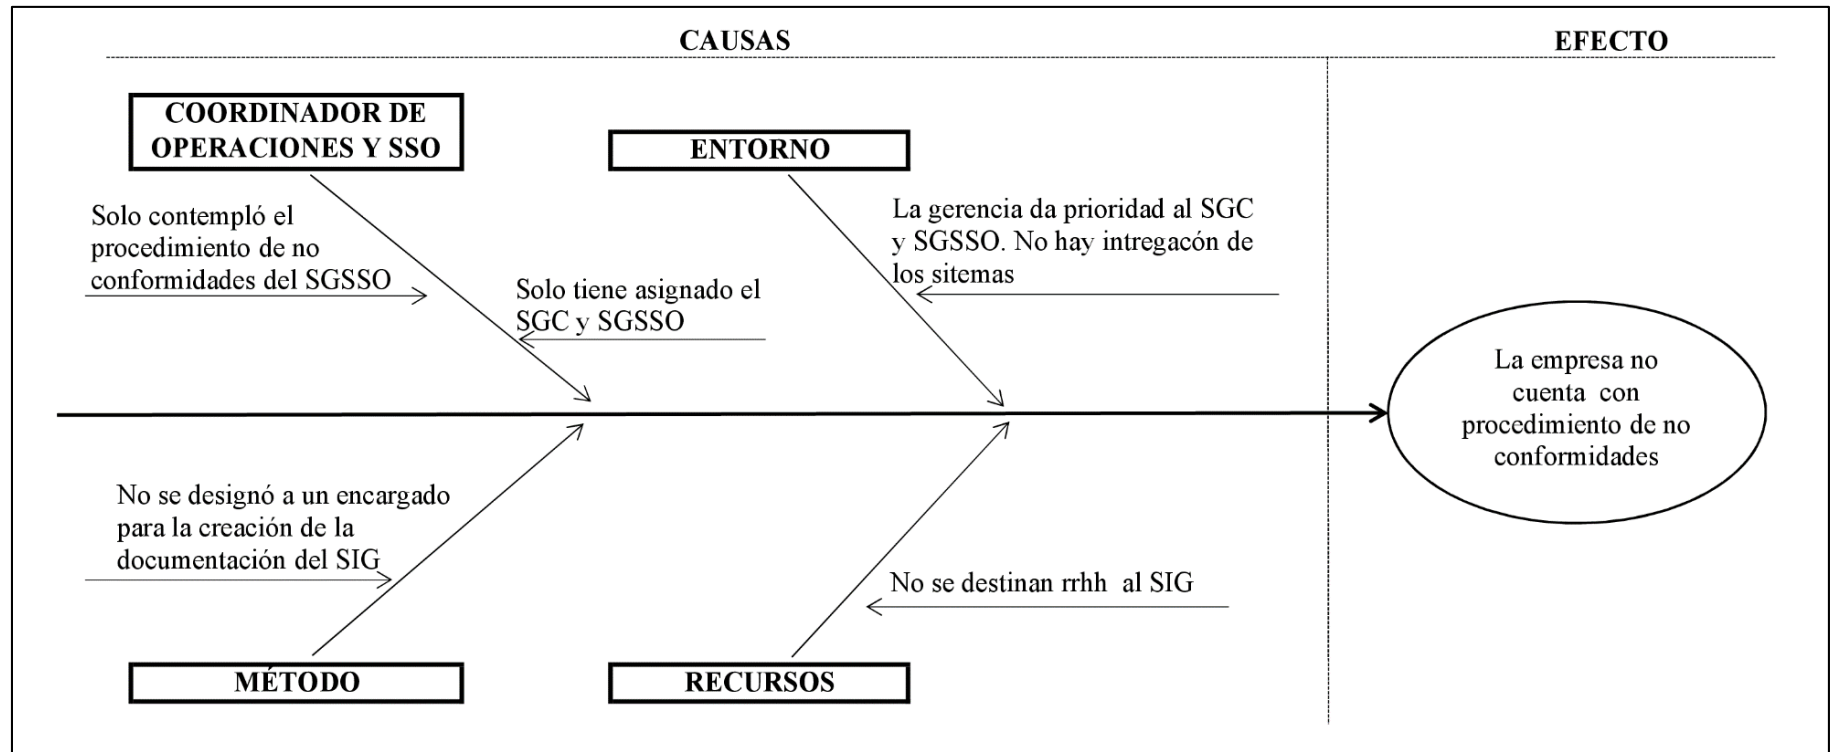 CAUSAS
EFECTO
COORDINADOR DE
OPERACIONES Y SSO
ENTORNO
Solo contempló el
procedimiento de no
conformidades del SGSSO
Solo tiene asignado el
SGC y SGSSO
La gerencia da prioridad al SGC
y SGSSO. No hay intregacón de
los sitemas
La empresa no
cuenta con
procedimiento de no
conformidades
No se designó a un encargado
para la creación de la
documentación del SIG
No se destinan rrhh al SIG
MÉTODO
RECURSOS